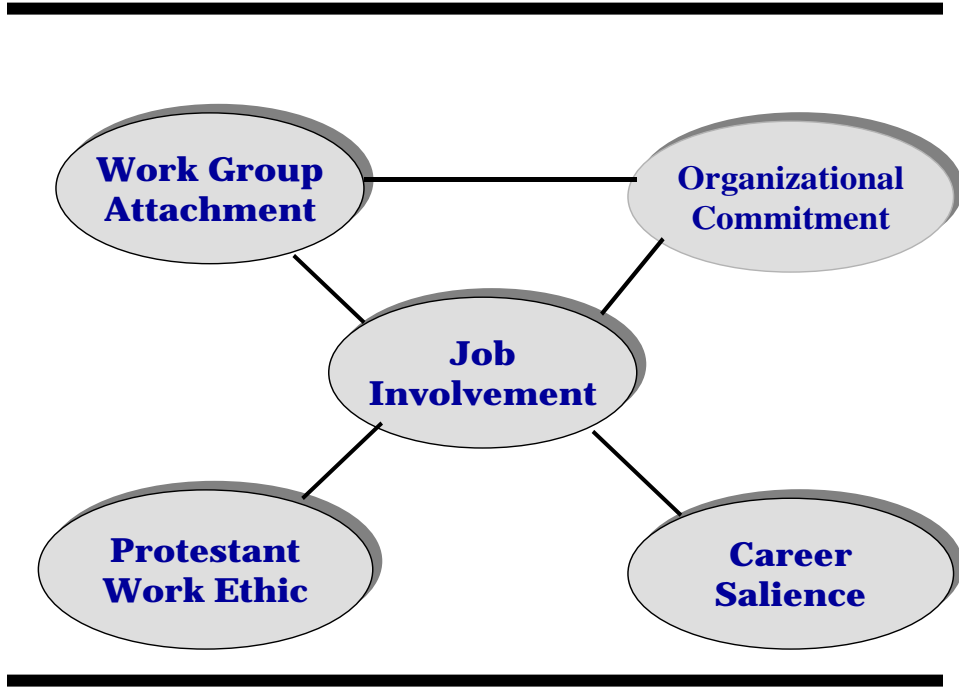 Work Group
Attachment
Organizational
Commitment
Job
Involvement
Protestant
Work Ethic
Career
Salience